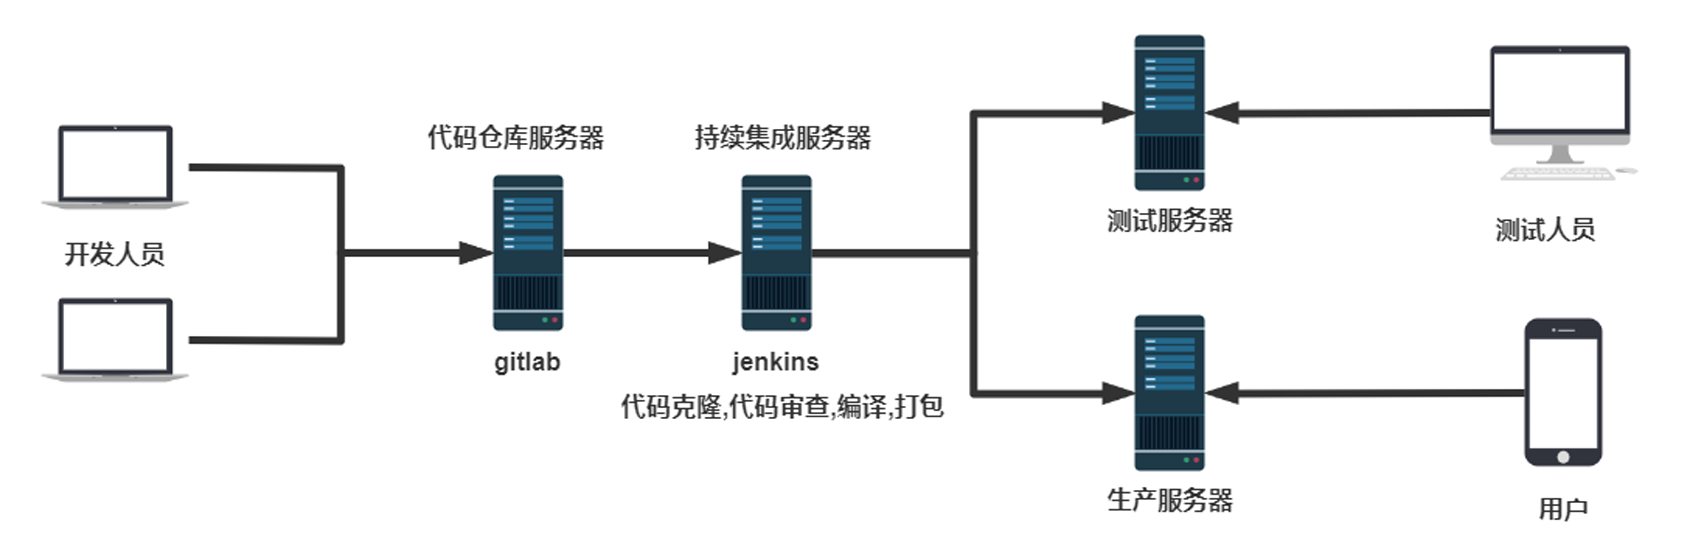 代码仓库服务器
持续集成服务器
开发人员
gitlab
jenkins
代码克隆,代码审查,编译,打包
测试服务器
测试人员
生产服务器
用户